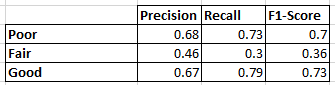 Precision Recall F1-Score
Poor 0.68 0.73 0.7
Fair 0.46 0.3 0.36
Good 0.67 0.79 0.73